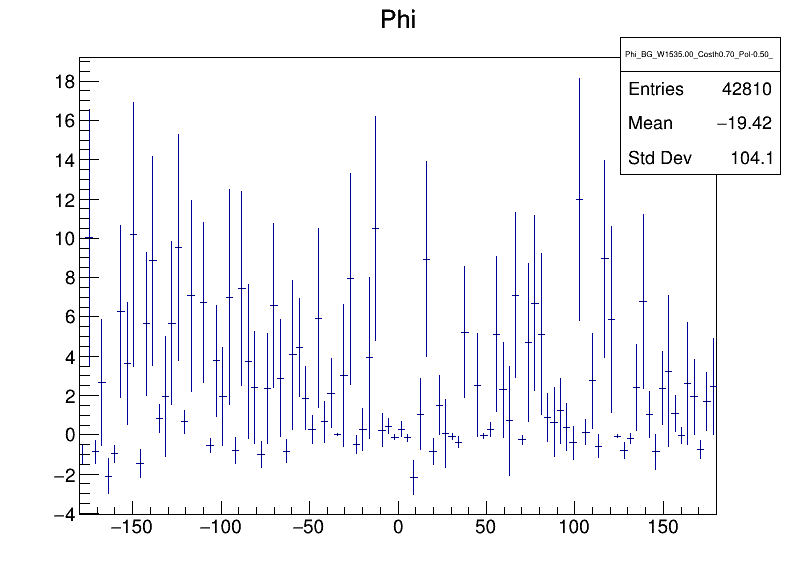 Phi
Phi_BG_W1535.00_Costh0.70_Pol-0.50_
Entries 42810
Mean −19.42
Std Dev 104.1
18
16
14
12
10
8
6
4
2
0
−2
−4
−150 −100 −50 0 50 100 150